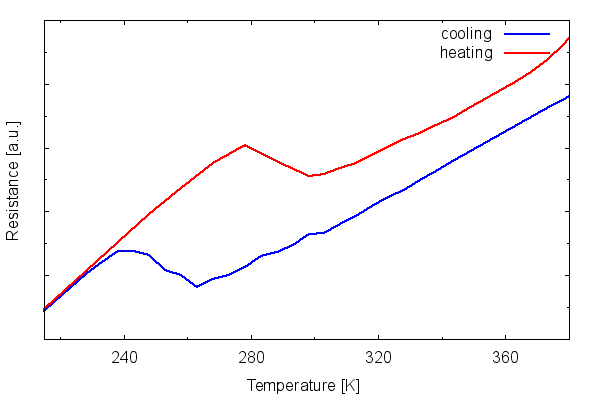 cooling
heating
Resistance [a.u.]
240 280 320 360
Temperature [K]